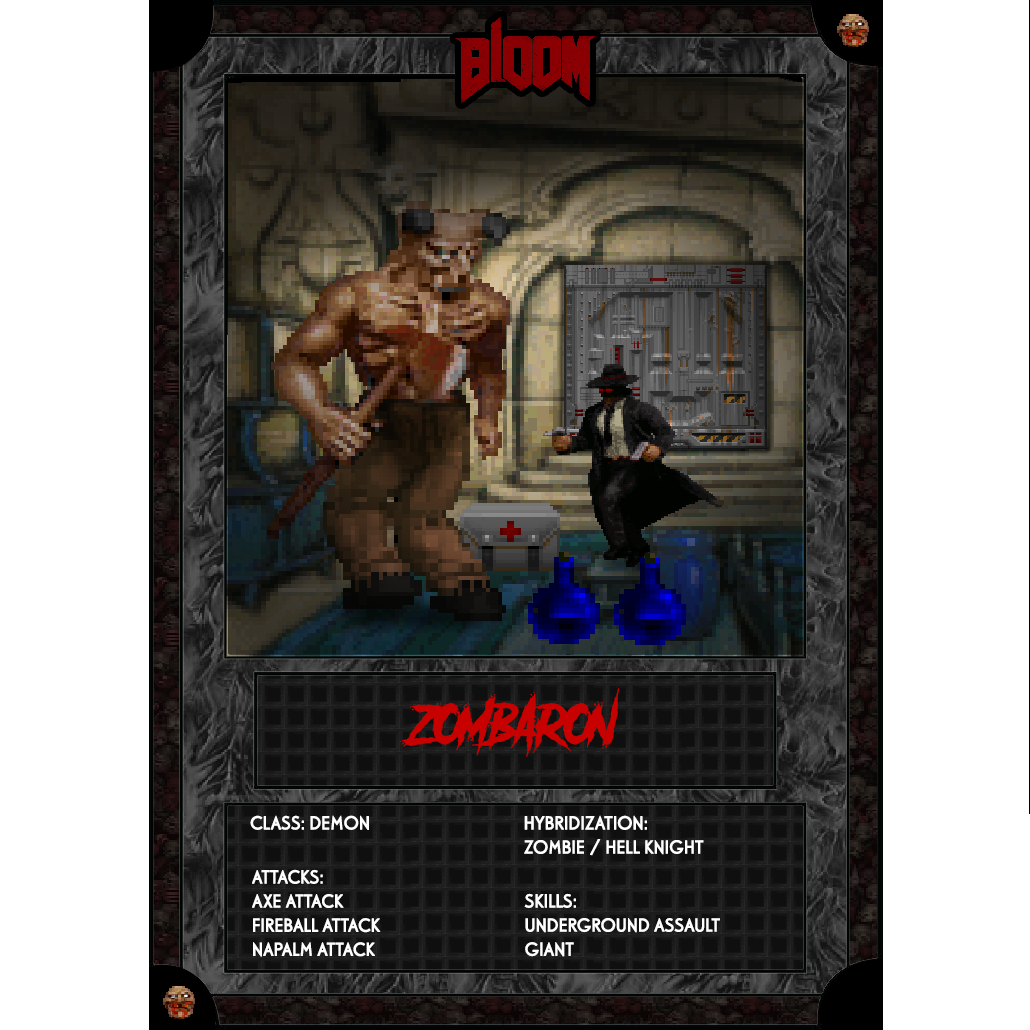 BLOOM
ZOMBARON
CLASS: DEMON
HYBRIDIZATION:
ZOMBIE / HELL KNIGHT
ATTACKS:
AXE ATTACK
FIREBALL ATTACK
NAPALM ATTACK
SKILLS:
UNDERGROUND ASSAULT
GIANT